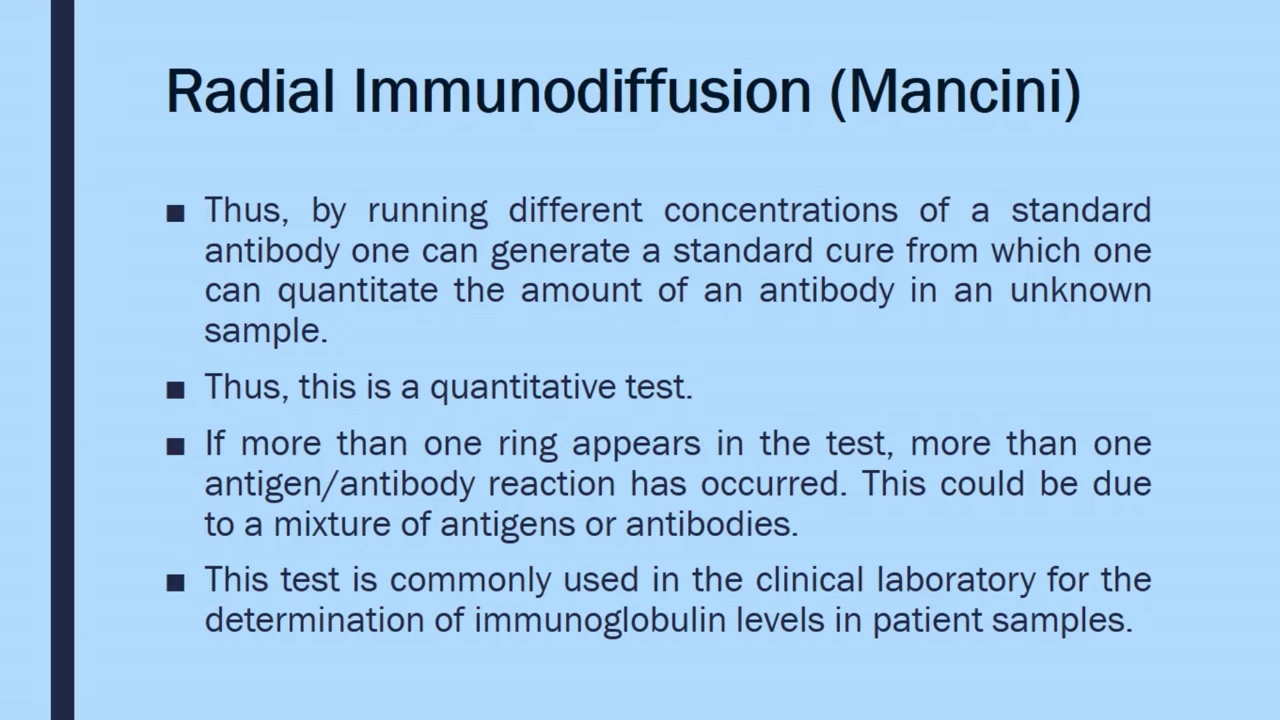 Radial Immunodiffusion (Mancini)
■ Thus, by running different concentrations of a standard
antibody one can generate a standard cure from which one
can quantitate the amount of an antibody in an unknown
sample.
■ Thus, this is a quantitative test.
■ If more than one ring appears in the test, more than one
antigen/antibody reaction has occurred. This could be due
to a mixture of antigens or antibodies.
■ This test is commonly used in the clinical laboratory for the
determination of immunoglobulin levels in patient samples.